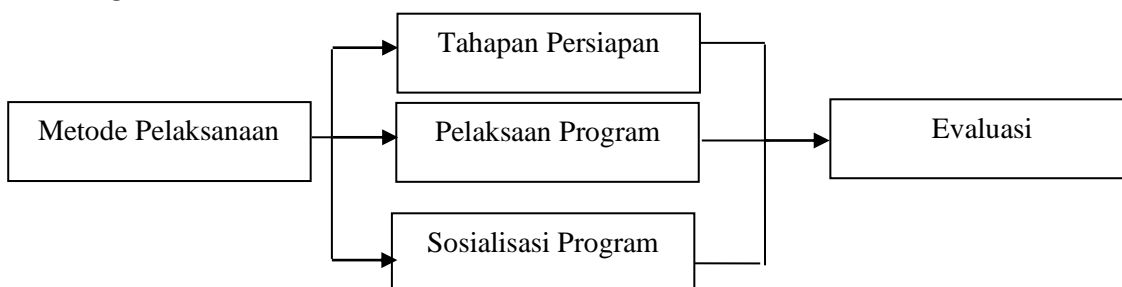 Tahapan Persiapan
Metode Pelaksanaan
Pelaksaan Program
Evaluasi
Sosialisasi Program